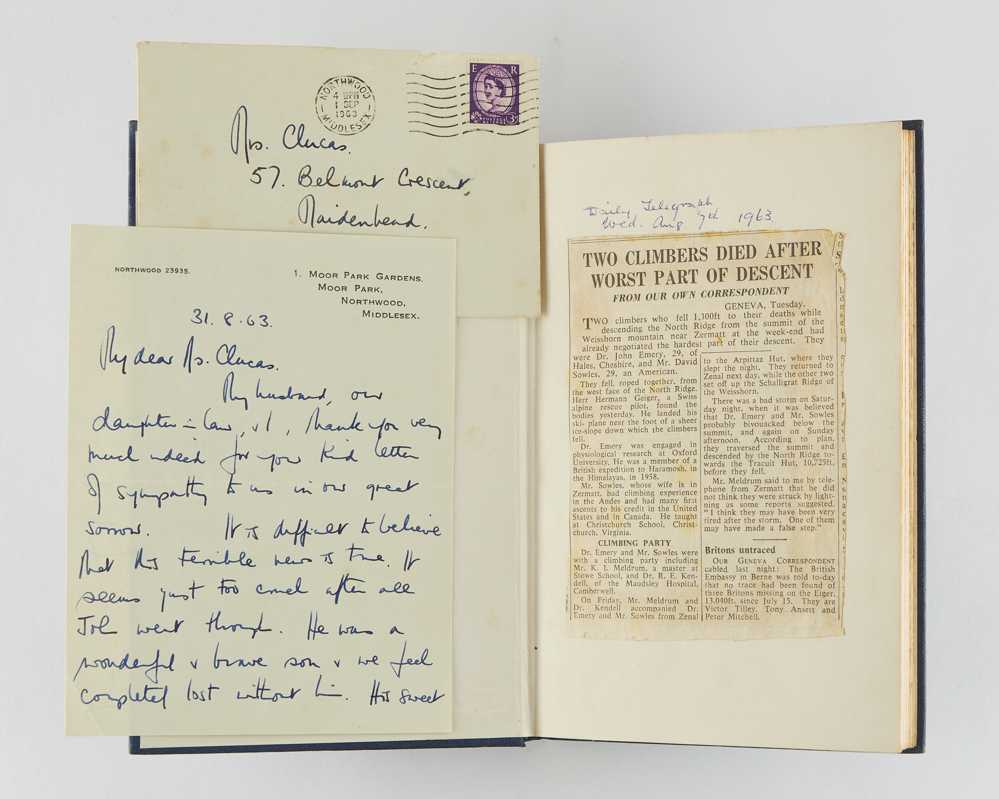 NORTHWOOD
4 30PM
1 SEP
1963
MIDDLESEX
E R
Mrs. Clucas.
57. Belmont Crescent,
Maidenhead.
NORTHWOOD 23935.
1. MOOR PARK GARDENS.
MOOR PARK,
NORTHWOOD,
MIDDLESEX.
31.8.63.
My dear Mrs. Clucas.
My husband, our
daughter-in-law, & I, thank you very
much indeed for your kind letter
of sympathy to us in our great
sorrow. It is difficult to believe
that this terrible news is true. It
seems just too cruel after all
John went through. He was a
wonderful & brave son & we feel
completely lost without him. His sweet
Daily Telegraph
Wed. Aug 7th 1963
TWO CLIMBERS DIED AFTER
WORST PART OF DESCENT
FROM OUR OWN CORRESPONDENT
GENEVA, Tuesday.
TWO climbers who fell 1,300ft to their deaths while
descending the North Ridge from the summit of the
Weisshorn mountain near Zermatt at the week-end had
already negotiated the hardest part of their descent. They
were Dr. John Emery, 29, of
Hales, Cheshire, and Mr. David
Sowles, 29, an American.
They fell, roped together, from
the west face of the North Ridge.
Herr Hermann Geiger, a Swiss
alpine rescue pilot, found the
bodies yesterday. He landed his
ski-plane near the foot of a sheer
ice-slope down which the climbers
fell.
Dr. Emery was engaged in
physiological research at Oxford
University. He was a member of a
British expedition to Haramosh, in
the Himalayas, in 1958.
Mr. Sowles, whose wife is in
Zermatt, had climbing experience
in the Andes and had many first
ascents to his credit in the United
States and in Canada. He taught
at Christchurch School, Christ-
church, Virginia.
CLIMBING PARTY
Dr. Emery and Mr. Sowles were
with a climbing party including
Mr. K. I. Meldrum, a master at
Stowe School, and Dr. R. E. Ken-
dell, of the Maudsley Hospital,
Camberwell.
On Friday, Mr. Meldrum and
Dr. Kendell accompanied Dr.
Emery and Mr. Sowles from Zenal
to the Arpittaz Hut, where they
slept the night. They returned to
Zenal next day, while the other two
set off up the Schalligrat Ridge of
the Weisshorn.
There was a bad storm on Satur-
day night, when it was believed
that Dr. Emery and Mr. Sowles
probably bivouacked below the
summit, and again on Sunday
afternoon. According to plan,
they traversed the summit and
descended by the North Ridge to-
wards the Tracuit Hut, 10,725ft,
before they fell.
Mr. Meldrum said to me by tele-
phone from Zermatt that he did
not think they were struck by light-
ning as some reports suggested.
"I think they may have been very
tired after the storm. One of them
may have made a false step."
Britons untraced
OUR GENEVA CORRESPONDENT
cabled last night: The British
Embassy in Berne was told to-day
that no trace had been found of
three Britons missing on the Eiger,
13,040ft, since July 15. They are
Victor Tilley, Tony Ansett and
Peter Mitchell.